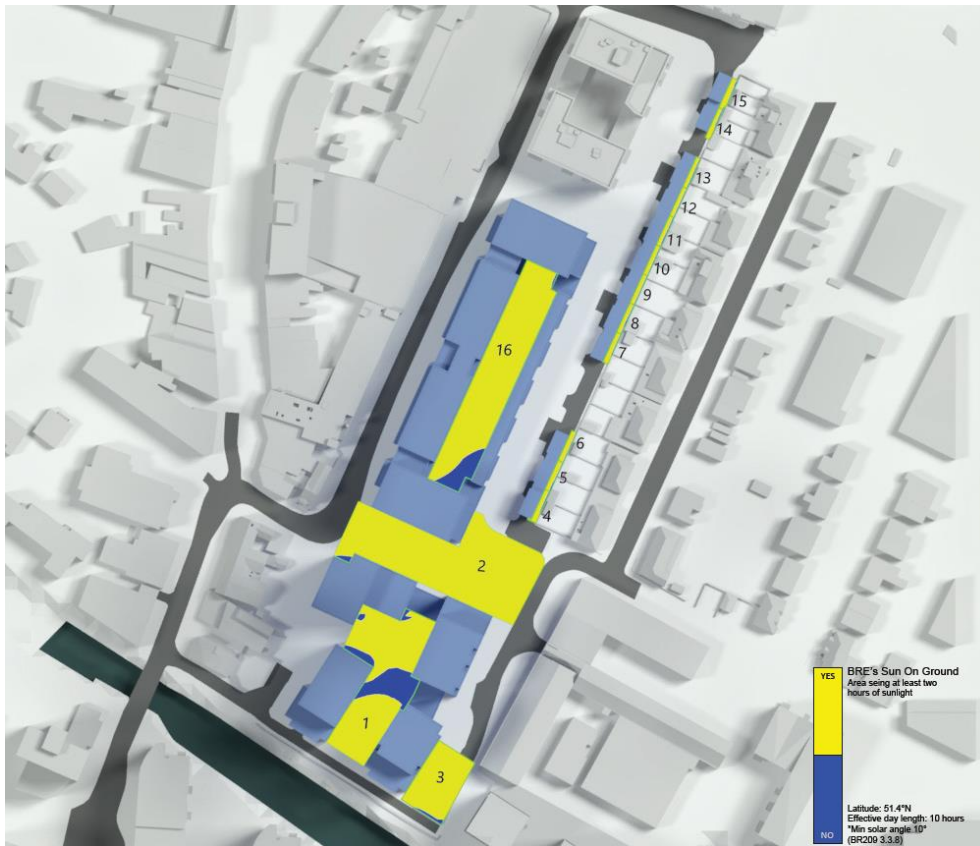 15
14
13
12
11
10
9
8
7
16
6
5
4
2
1
3
YES
BRE's Sun On Ground
Area seing at least two
hours of sunlight
NO
Latitude: 51.4°N
Effective day length: 10 hours
"Min solar angle 10°
(BR209 3.3.8)